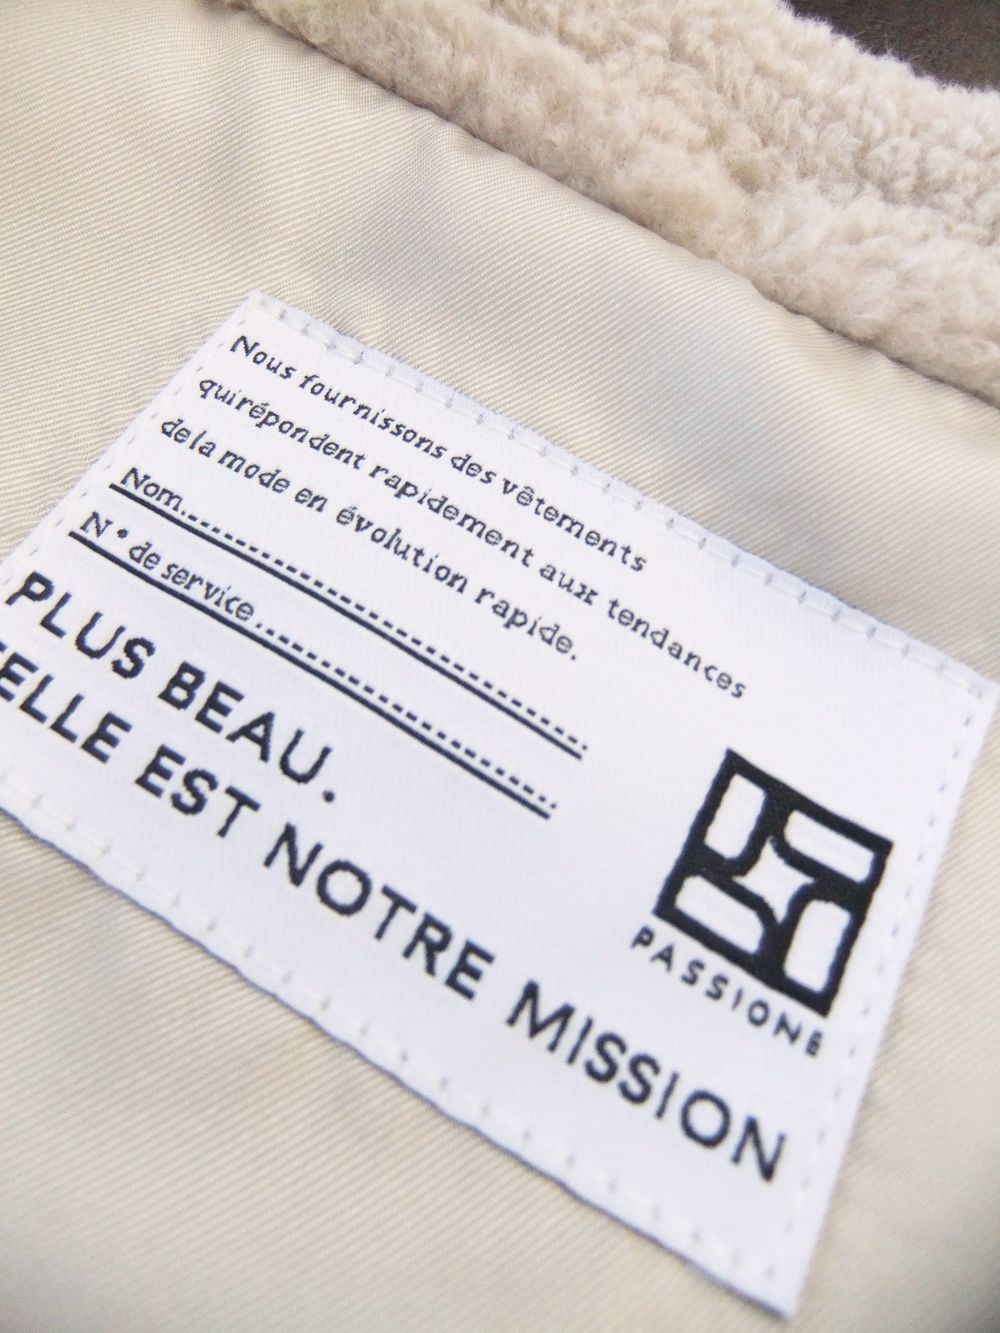 Nous fournissons des vêtements
quirépondent rapidement aux tendances
dela mode en évolution rapide.
Nom..............................
N° de service..............................
PLUS BEAU.
TELLE EST NOTRE MISSION
PASSIONE